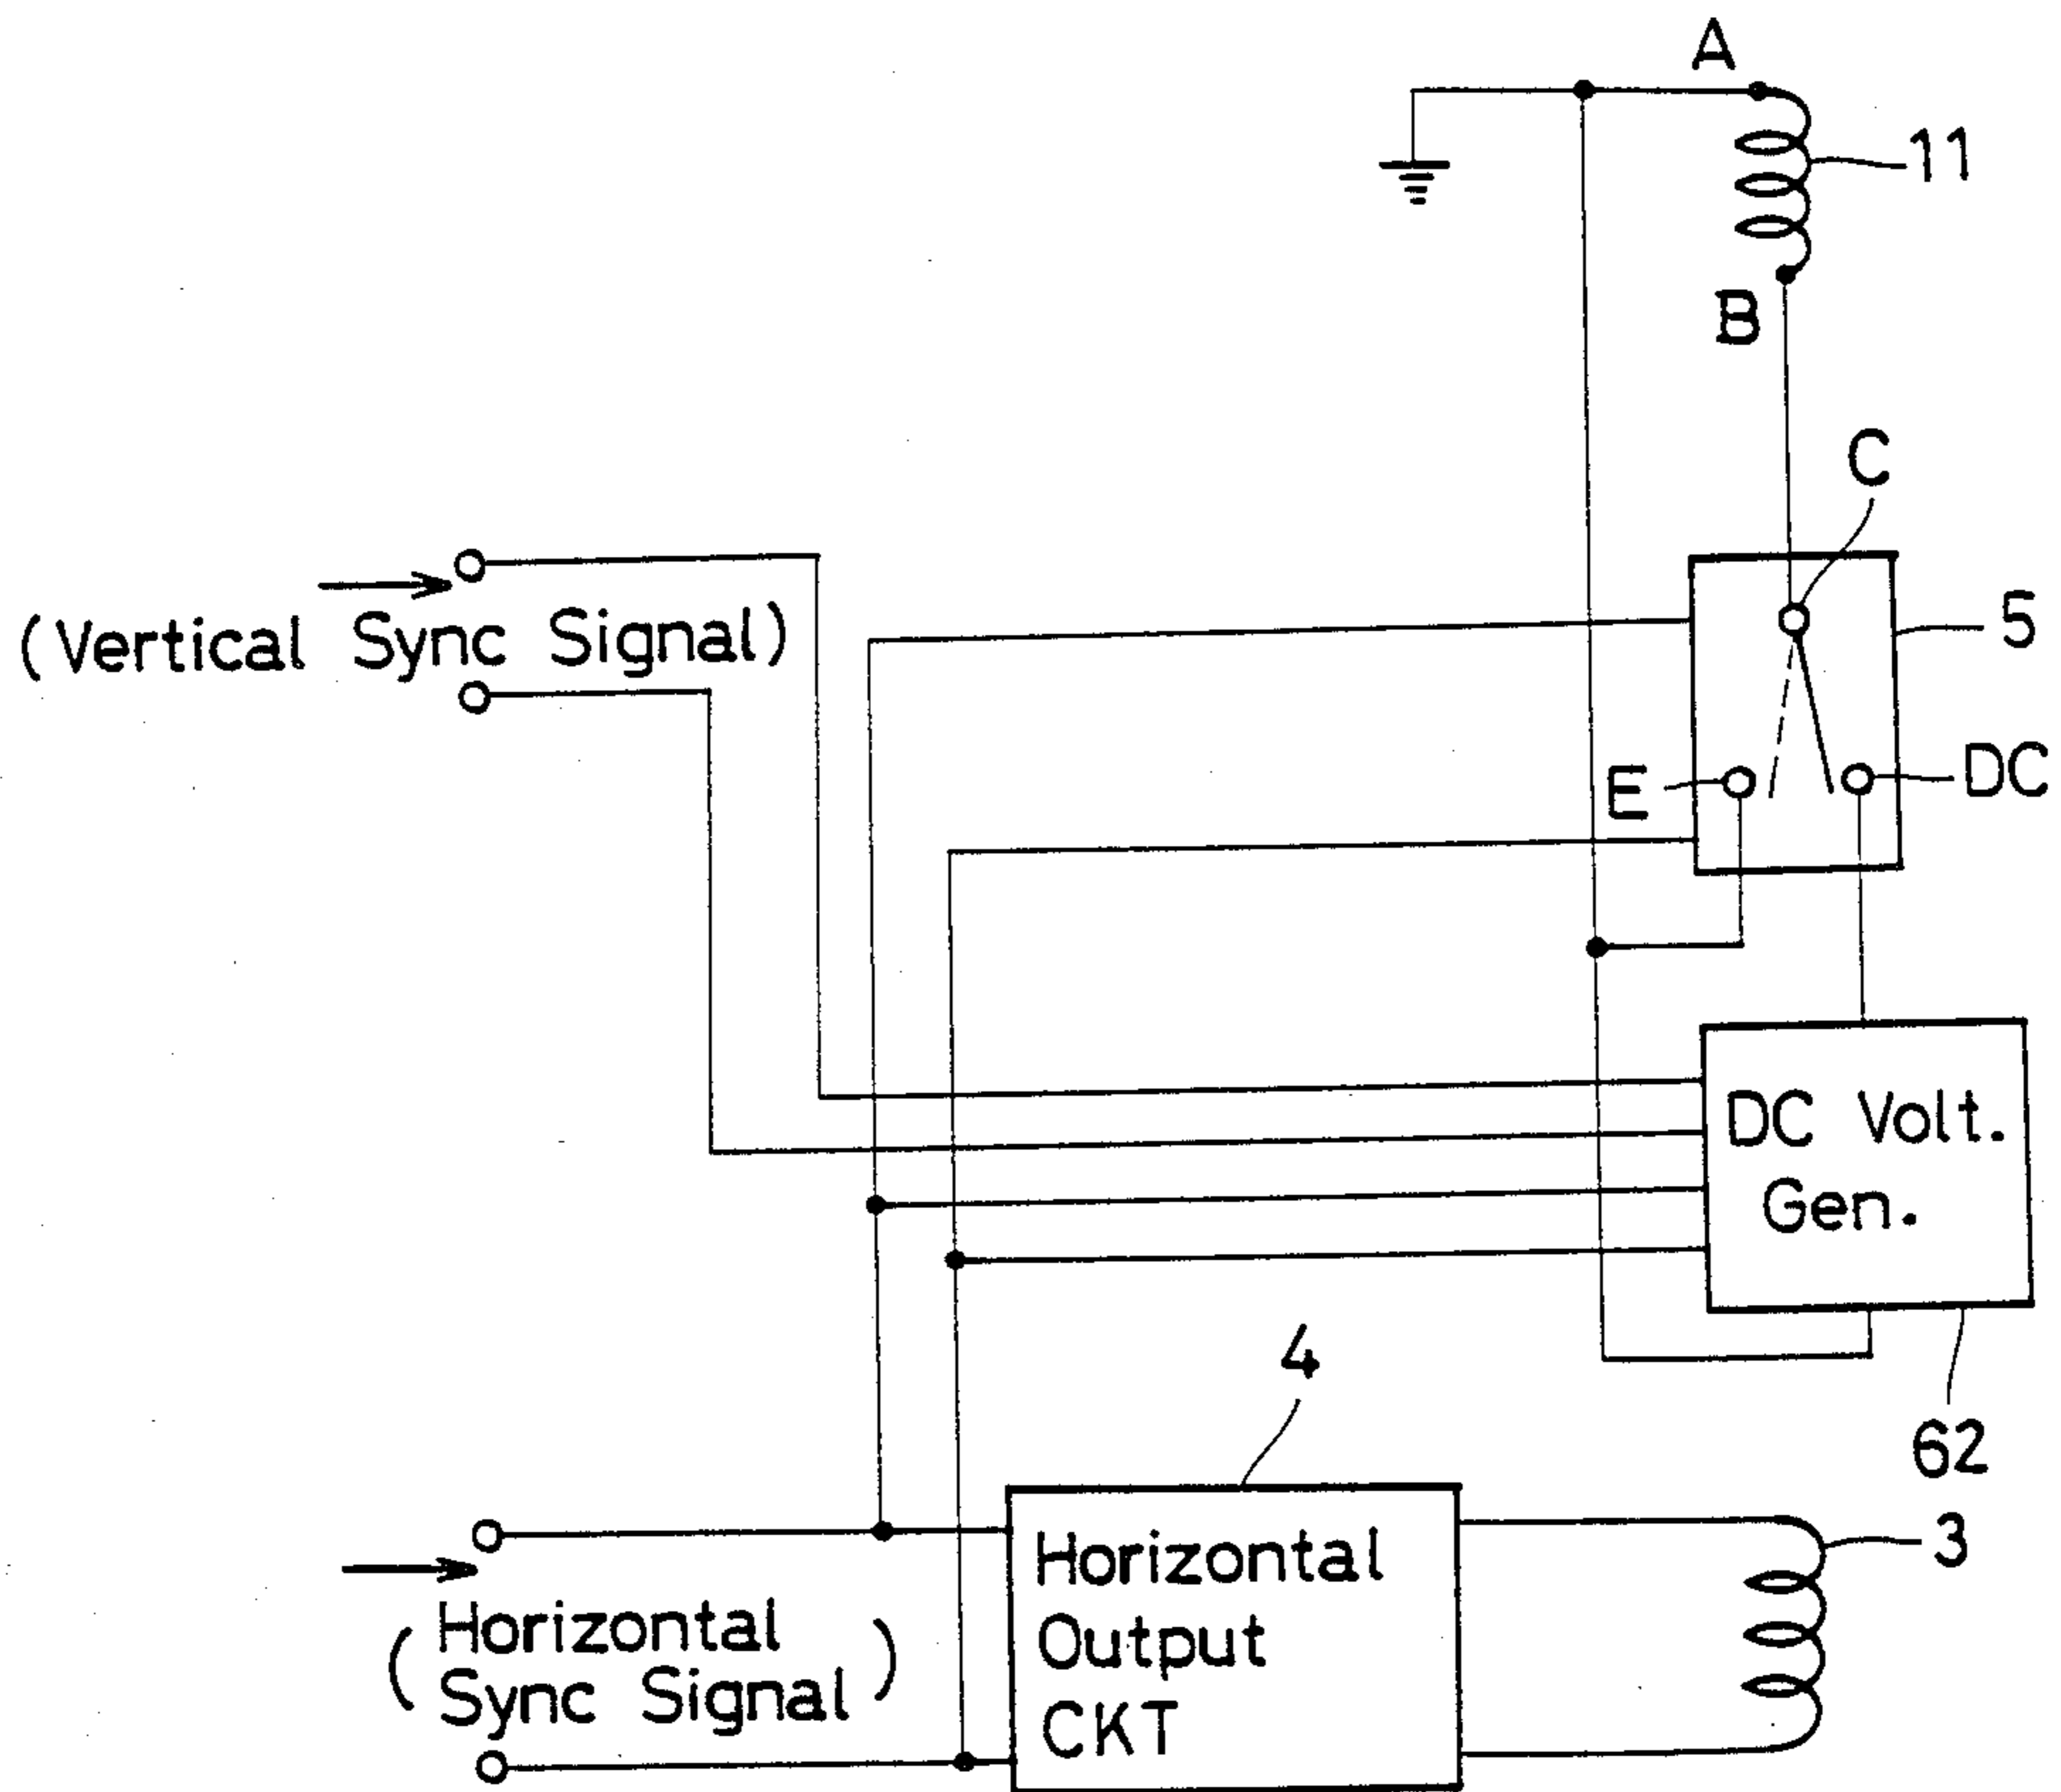 A
11
B
C
(Vertical Sync Signal)
5
E
DC
DC Volt.
Gen.
4
62
3
Horizontal
Output
CKT
( Horizontal
Sync Signal )